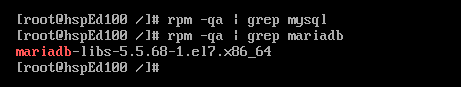 [root@hspEd100 /]# rpm -qa | grep mysql
[root@hspEd100 /]# rpm -qa | grep mariadb
mariadb-libs-5.5.68-1.el7.x86_64
[root@hspEd100 /]#